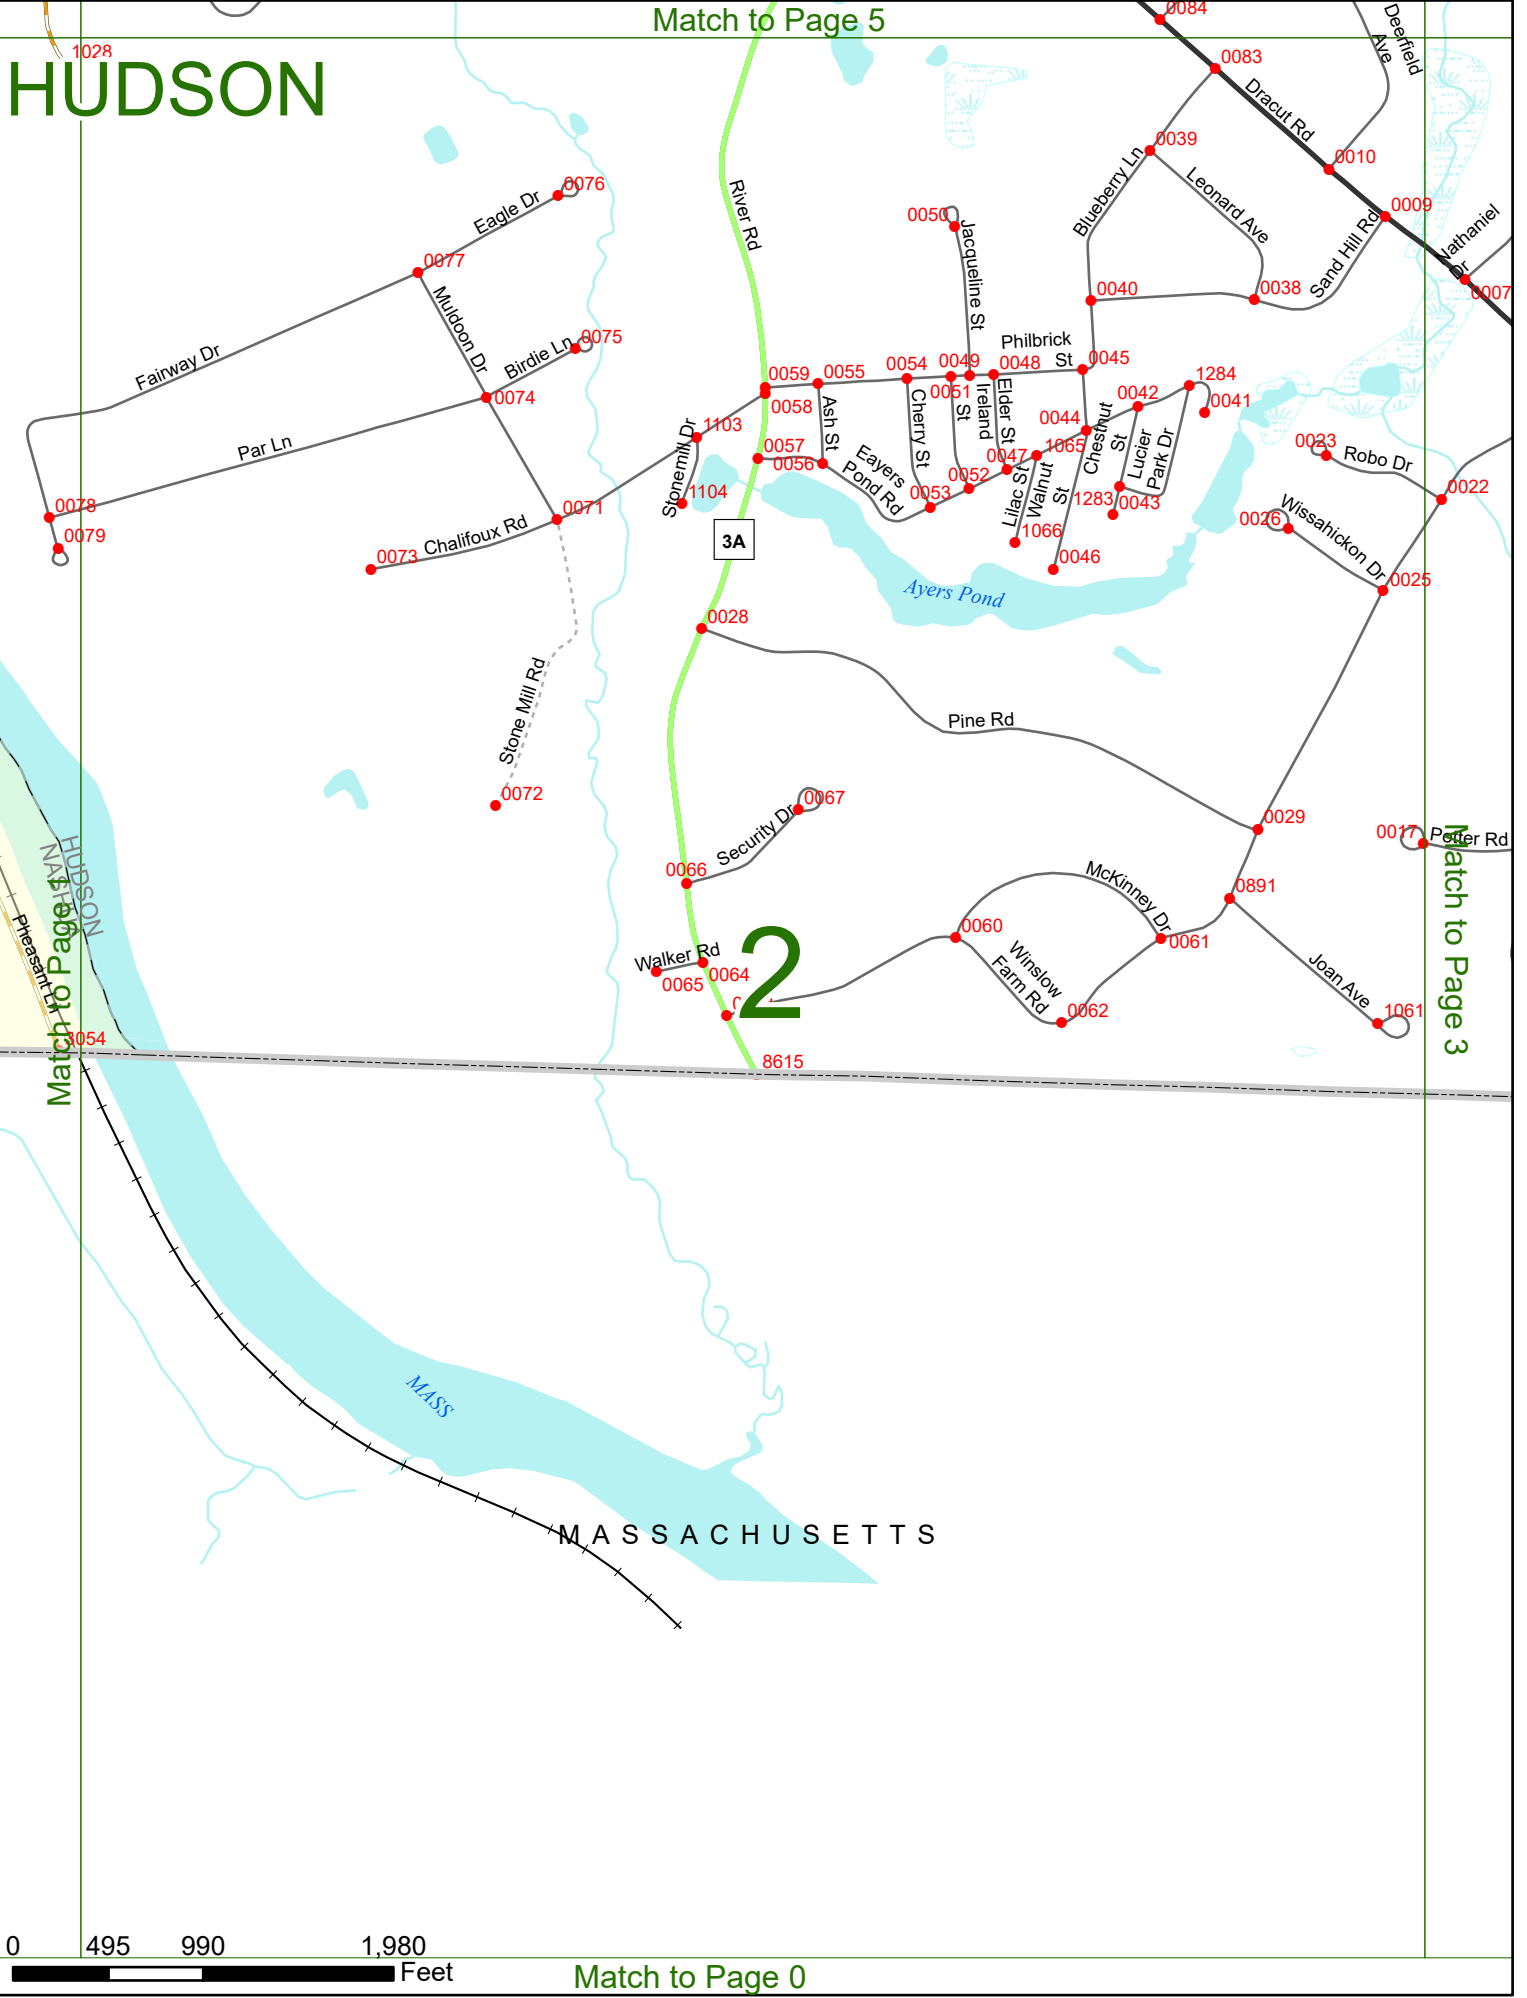 Match to Page 5
0084
Deerfield
Ave
1028
HUDSON
0083
Dracut Rd
0039
0010
Blueberry Ln
Leonard Ave
0076
Eagle Dr
River Rd
0050
Jacqueline St
0009
Sand Hill Rd
Nathaniel
Dr
0077
0007
0040
0038
Muldoon Dr
Birdie Ln
0075
Fairway Dr
Philbrick
St
0045
0059
0055
0054
0049
0048
0051
1284
0074
0058
Ash St
Cherry St
St
Ireland
Elder St
0042
0041
0044
Chestnut
St
Lucier
Park Dr
Stonemill Dr
1103
Par Ln
0057
0056
Eayers
Pond Rd
1065
0047
0023
Robo Dr
0052
0053
Lilac St
Walnut
St
1283
0043
0022
1104
0078
0071
0026
Wissahickon Dr
0079
Chalifoux Rd
0073
3A
1066
0046
0025
Ayers Pond
0028
Stone Mill Rd
Pine Rd
0072
0067
Security Dr
0029
0017
Potter Rd
HUDSON
NASHUA
0066
McKinney Dr
0891
Match to Page 1
Match to Page 3
Pheasant Ln
0060
0061
Walker Rd
0064
0065
2
Winslow
Farm Rd
Joan Ave
0062
1061
3054
8615
MASS
MASSACHUSETTS
0 495 990 1,980
Feet
Match to Page 0